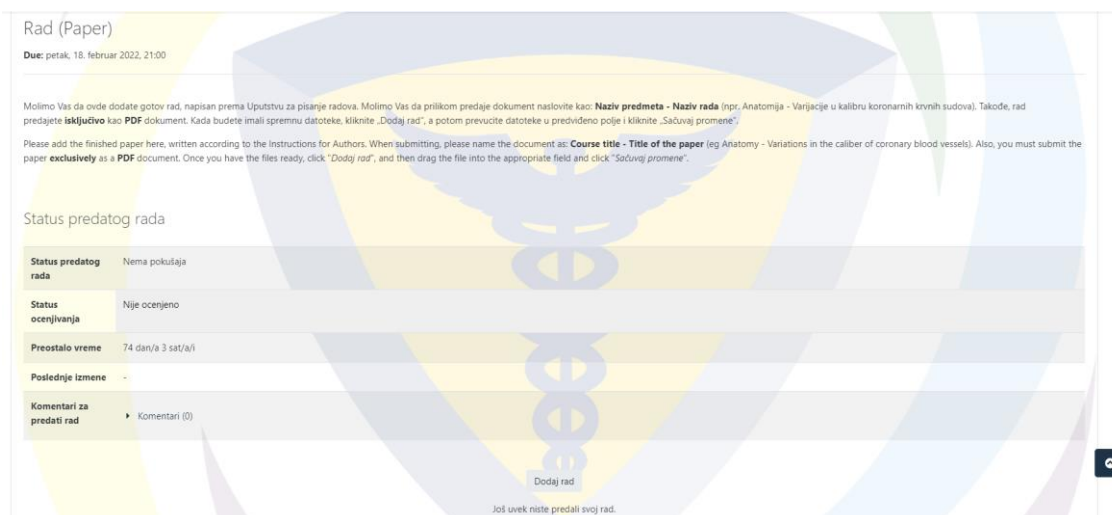 Rad (Paper)
Due: petak, 18. februar 2022, 21:00
Molimo Vas da ovde dodate gotov rad, napisan prema Uputstvu za pisanje radova. Molimo Vas da prilikom predaje dokument naslovite kao: Naziv predmeta - Naziv rada (npr. Anatomija - Varijacije u kalibru koronarnih krvnih sudova). Takođe, rad
predajete isključivo kao PDF dokument. Kada budete imali spremnu datoteke, kliknite „Dodaj rad”, a potom prevucite datoteke u predviđeno polje i kliknite „Sačuvaj promene”.
Please add the finished paper here, written according to the Instructions for Authors. When submitting, please name the document as: Course title - Title of the paper (eg Anatomy - Variations in the caliber of coronary blood vessels). Also, you must submit the
paper exclusively as a PDF document. Once you have the files ready, click "Dodaj rad", and then drag the file into the appropriate field and click "Sačuvaj promene".
Status predatog rada
Status predatog Nema pokušaja
rada
Status Nije ocenjeno
ocenjivanja
Preostalo vreme 74 dan/a 3 sat/a/i
Poslednje izmene -
Komentari za
predati rad Komentari (0)
Dodaj rad
Još uvek niste predali svoj rad.